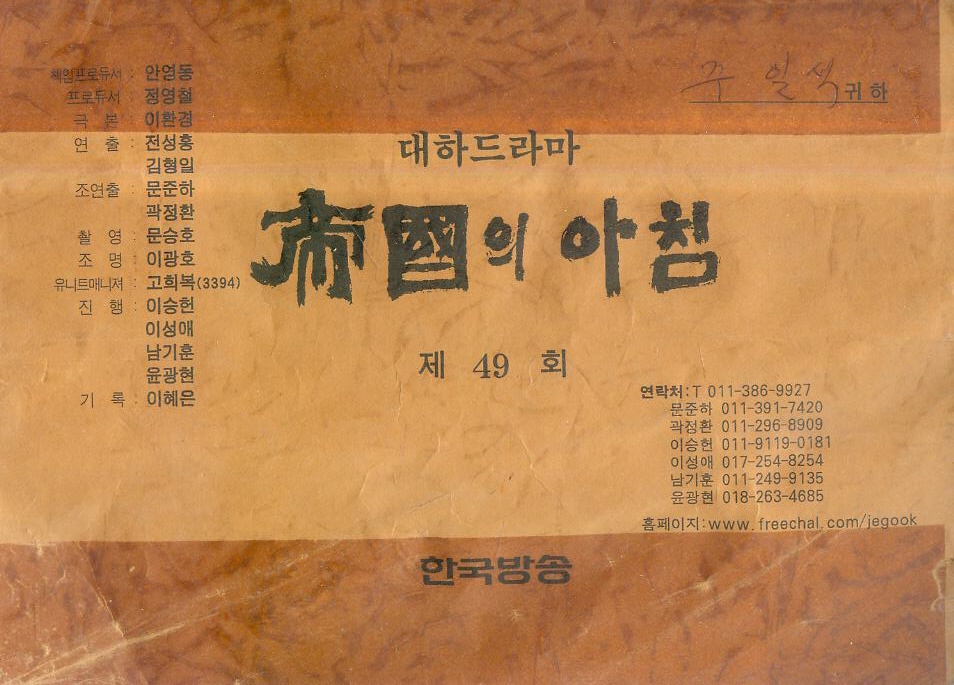 책임프로듀서 : 안영동
프로듀서 : 정영철
극 본 : 이환경
연 출 : 전성홍
김형일
조연출 : 문준하
곽정환
촬 영 : 문승호
조 명 : 이광호
유니트매니져 : 고희복(3394)
진 행 : 이승헌
이성애
남기훈
윤광현
기 록 : 이혜은
주 일석 귀하
대하드라마
帝國의 아침
제 49 회
연락처:T 011-386-9927
문준하 011-391-7420
곽정환 011-296-8909
이승헌 011-9119-0181
이성애 017-254-8254
남기훈 011-249-9135
윤광현 018-263-4685
홈페이지:www.freechal.com/jegook
한국방송